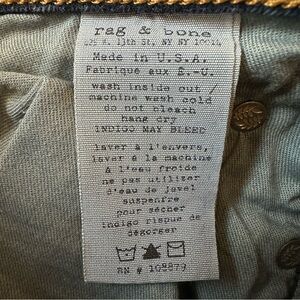 rag & bone
425 W. 13th St. NY NY 10014
Made in U.S.A.
Fabriqué aux É.-U.
wash inside out/
machine wash cold
do not bleach
hang dry
INDIGO MAY BLEED
laver à l'envers,
laver à la machine
à l'eau froide
ne pas utiliser
d'eau de javel
suspenfre
pour sécher
indigo risque de
dégorger
RN # 109879